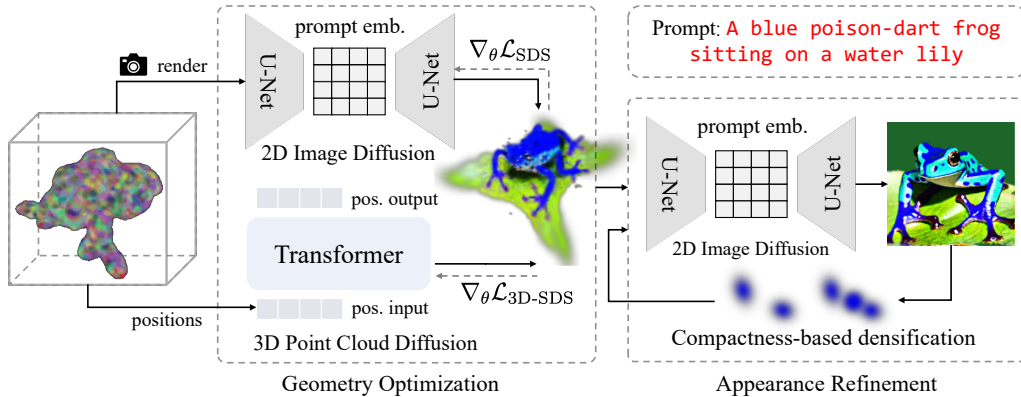 Prompt: A blue poison-dart frog
sitting on a water lily
render
U-Net
prompt emb.
U-Net
∇θℒSDS
2D Image Diffusion
pos. output
Transformer
∇θℒ3D-SDS
pos. input
positions
3D Point Cloud Diffusion
Geometry Optimization
prompt emb.
U-Net
U-Net
2D Image Diffusion
Compactness-based densification
Appearance Refinement